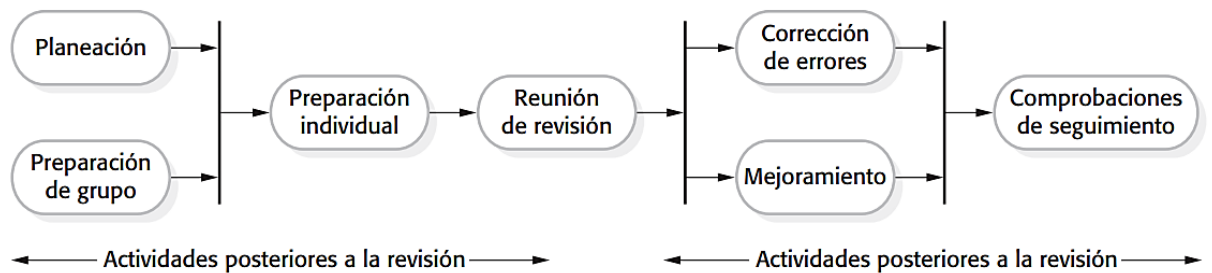 Planeación
Preparación
de grupo
Preparación
individual
Reunión
de revisión
Corrección
de errores
Mejoramiento
Comprobaciones
de seguimiento
Actividades posteriores a la revisión
Actividades posteriores a la revisión